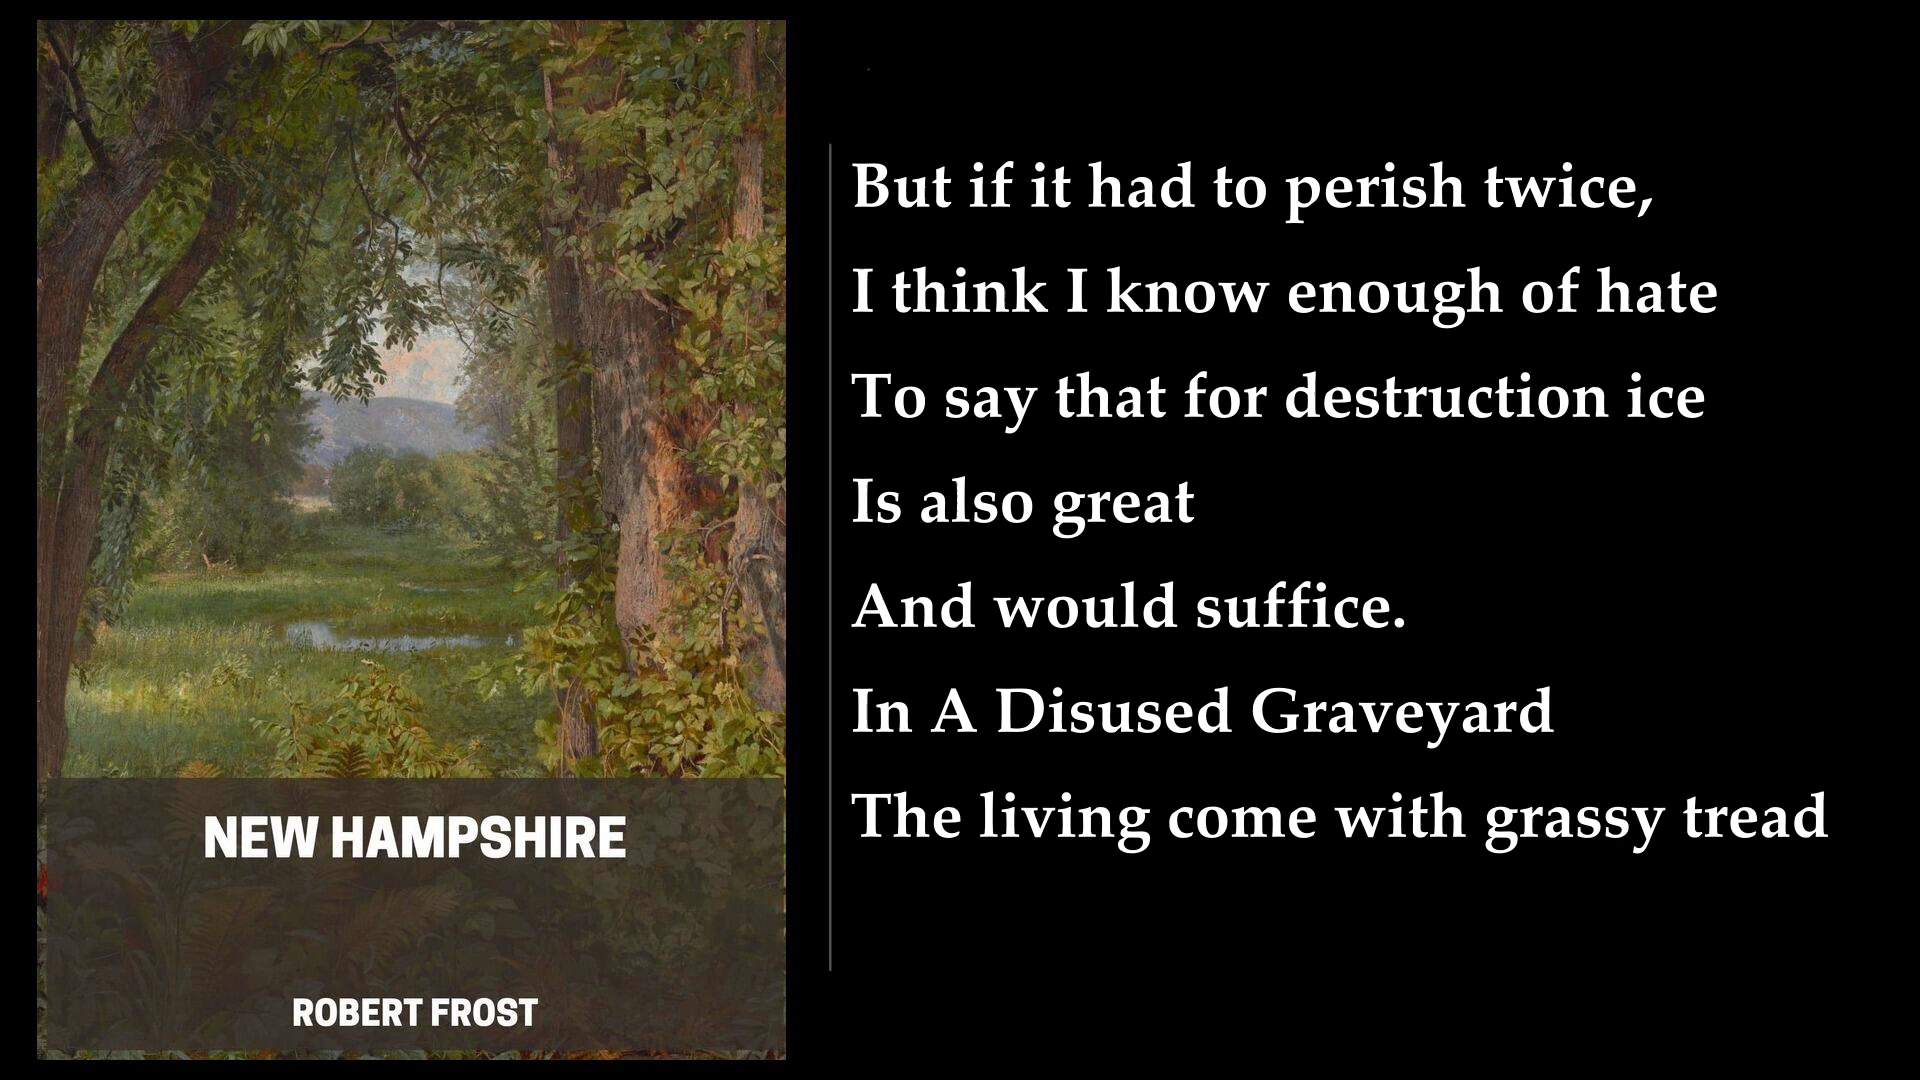 NEW HAMPSHIRE
ROBERT FROST
But if it had to perish twice,
I think I know enough of hate
To say that for destruction ice
Is also great
And would suffice.
In A Disused Graveyard
The living come with grassy tread